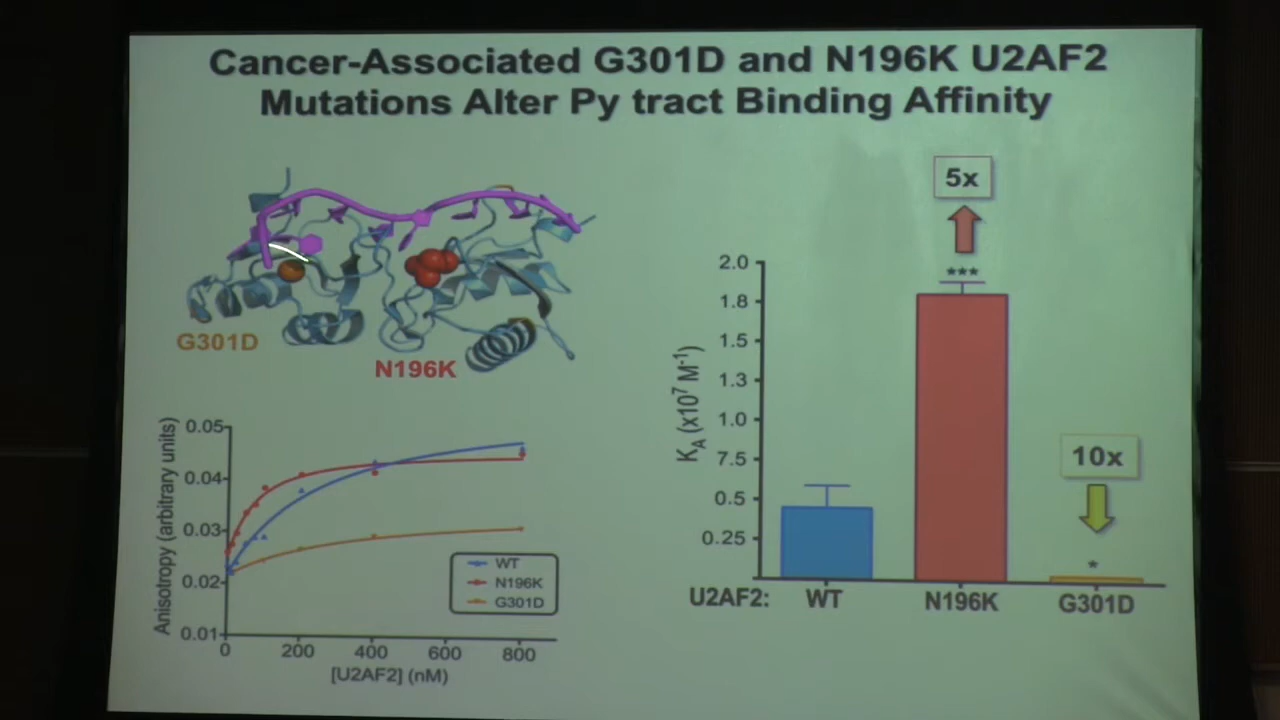 Cancer-Associated G301D and N196K U2AF2
Mutations Alter Py tract Binding Affinity
G301D
N196K
Anisotropy (arbitrary units)
0.05
0.04
0.03
0.02
0.01
0
200
400
600
800
[U2AF2] (nM)
WT
N196K
G301D
5x
***
10x
*
K_A (x10⁷ M⁻¹)
2.0
1.8
1.5
1.3
1.0
7.5
0.5
0.25
U2AF2: WT N196K G301D